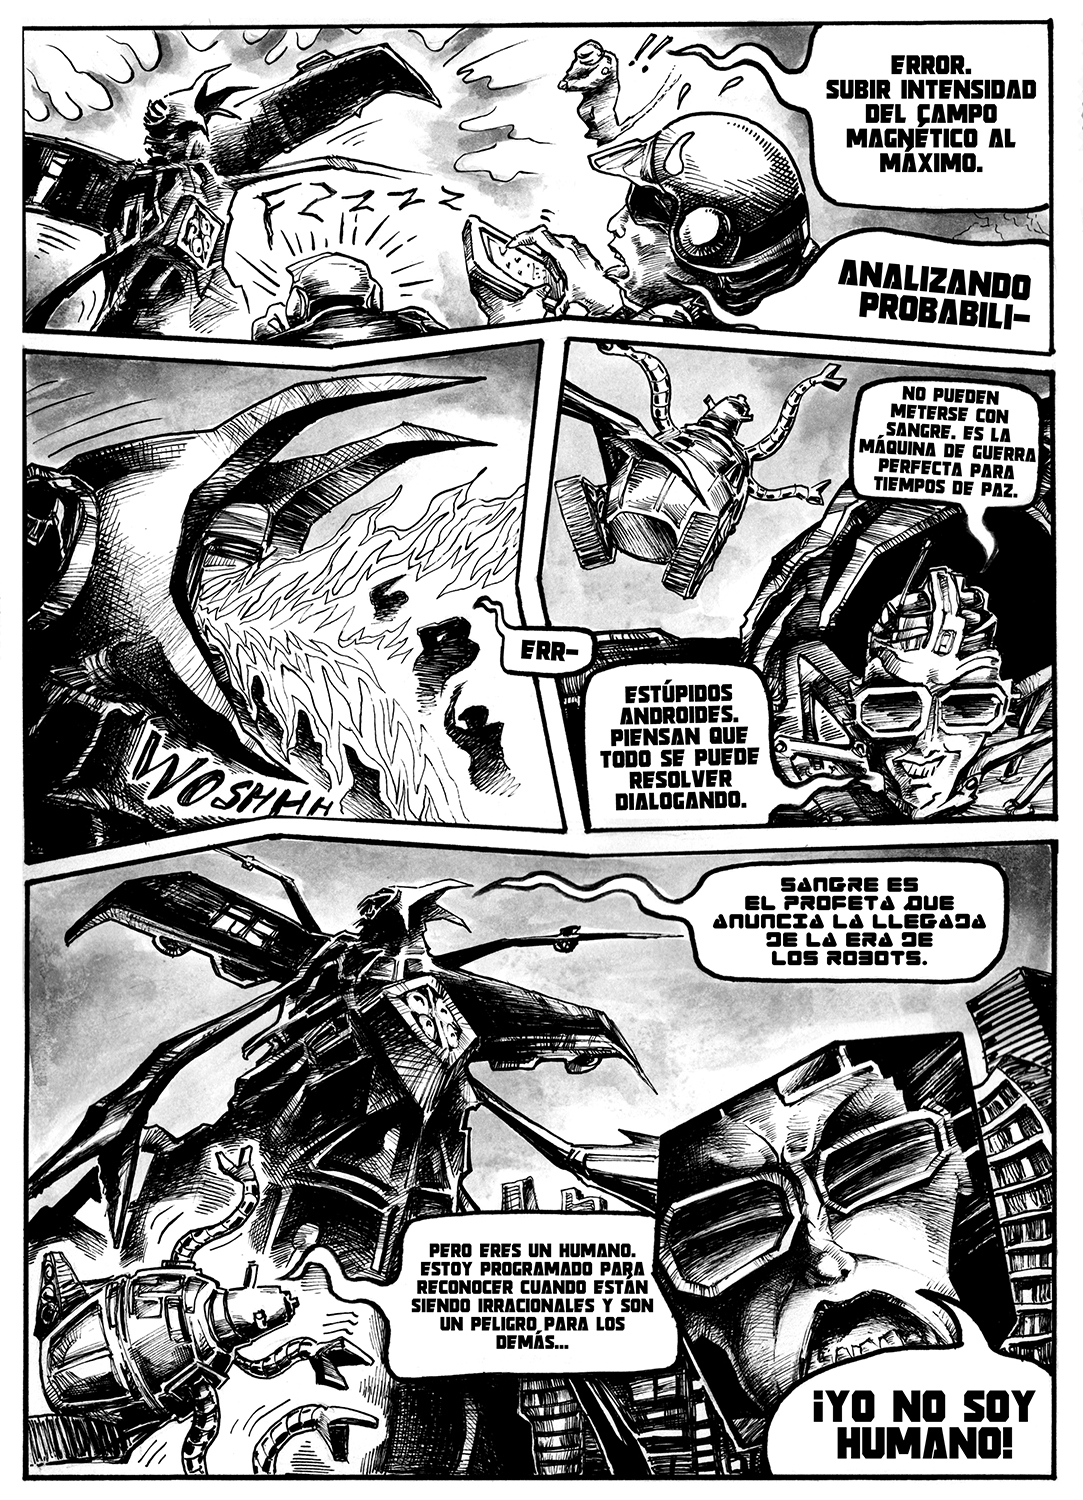 !!
ERROR.
SUBIR INTENSIDAD
DEL CAMPO
MAGNÉTICO AL
MÁXIMO.
FZZZZ
ANALIZANDO
PROBABILI-
WOSHHH
ERR-
NO PUEDEN
METERSE CON
SANGRE. ES LA
MÁQUINA DE GUERRA
PERFECTA PARA
TIEMPOS DE PAZ.
ESTÚPIDOS
ANDROIDES.
PIENSAN QUE
TODO SE PUEDE
RESOLVER
DIALOGANDO.
SANGRE ES
EL PROFETA QUE
ANUNCIA LA LLEGADA
DE LA ERA DE
LOS ROBOTS.
PERO ERES UN HUMANO.
ESTOY PROGRAMADO PARA
RECONOCER CUANDO ESTÁN
SIENDO IRRACIONALES Y SON
UN PELIGRO PARA LOS
DEMÁS...
¡YO NO SOY
HUMANO!